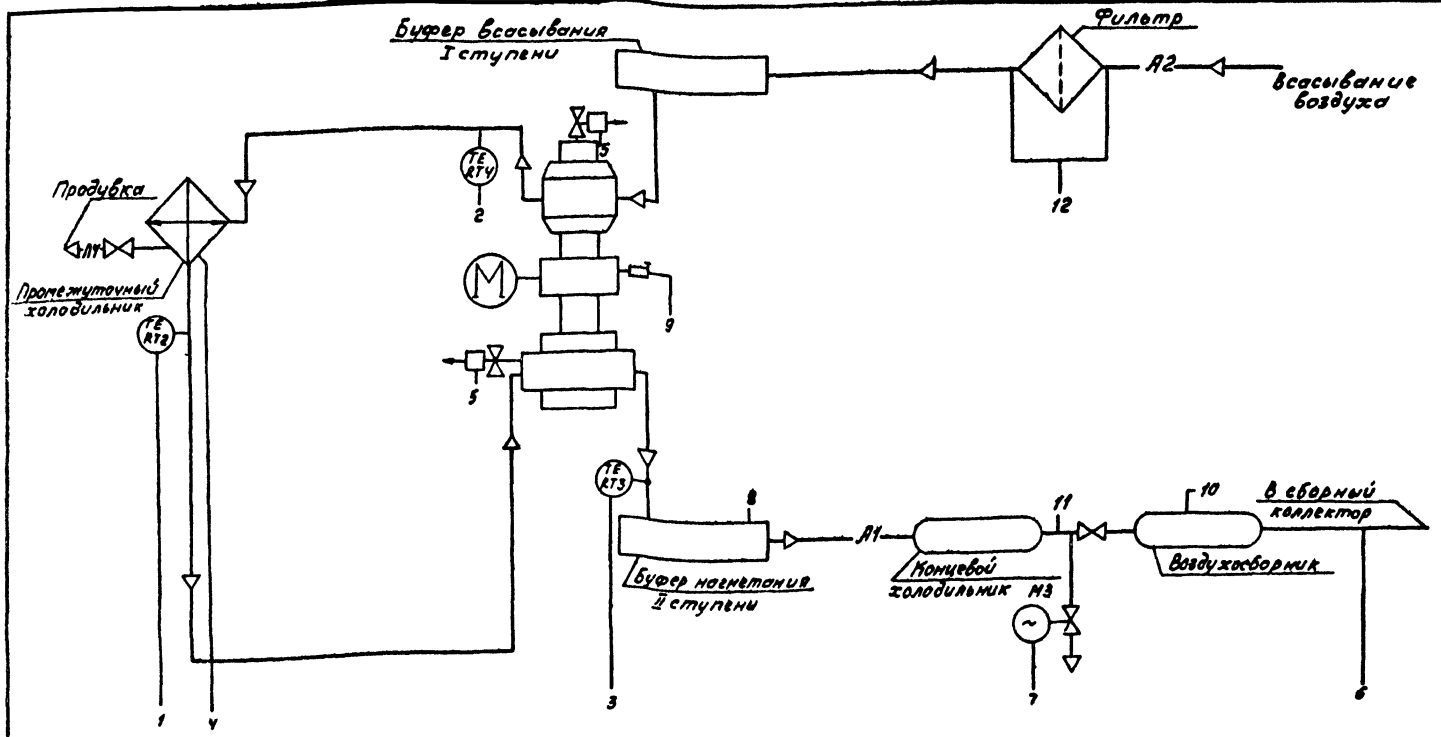 Буфер всасывания
I ступени
Фильтр
А2
Всасывание
воздуха
12
5
TE
RT4
2
Продувка
Л4
Промежуточный
холодильник
TE
RT2
M
9
5
TE
RT3
8
А1
11
10
В сборный
коллектор
Буфер нагнетания
II ступени
Концевой
холодильник
М3
Воздухосборник
~
1
4
3
7
6